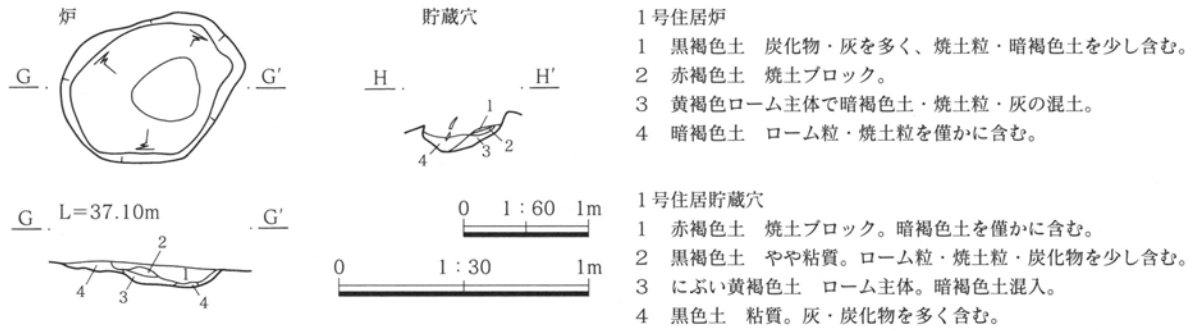 炉
G G′
貯蔵穴
H H′
1
2
3
4
G L=37.10m G′
2
1
4 3 4
0 1:60 1m
0 1:30 1m
1号住居炉
1 黒褐色土 炭化物・灰を多く、焼土粒・暗褐色土を少し含む。
2 赤褐色土 焼土ブロック。
3 黄褐色ローム主体で暗褐色土・焼土粒・灰の混土。
4 暗褐色土 ローム粒・焼土粒を僅かに含む。
1号住居貯蔵穴
1 赤褐色土 焼土ブロック。暗褐色土を僅かに含む。
2 黒褐色土 やや粘質。ローム粒・焼土粒・炭化物を少し含む。
3 にぶい黄褐色土 ローム主体。暗褐色土混入。
4 黒色土 粘質。灰・炭化物を多く含む。